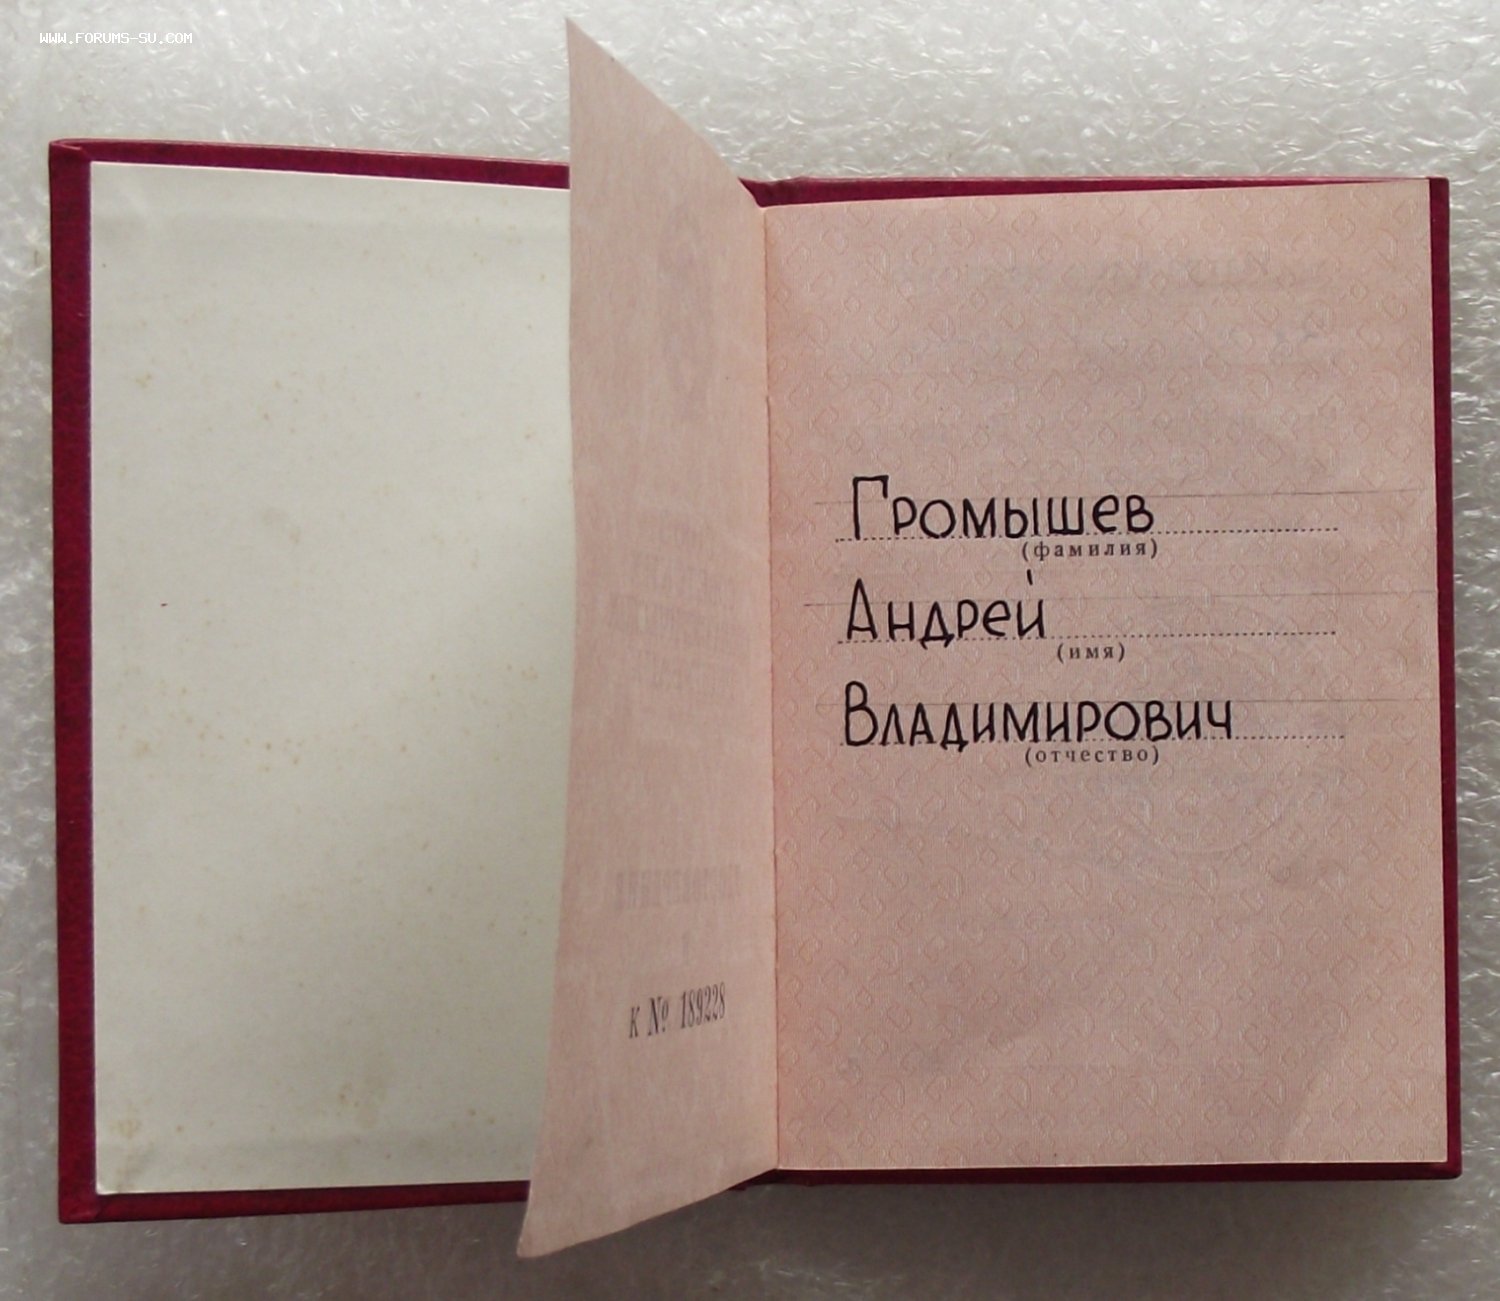 WWW.FORUMS-SU.COM
К № 189228
Громышев
(фамилия)
Андрей
(имя)
Владимирович
(отчество)